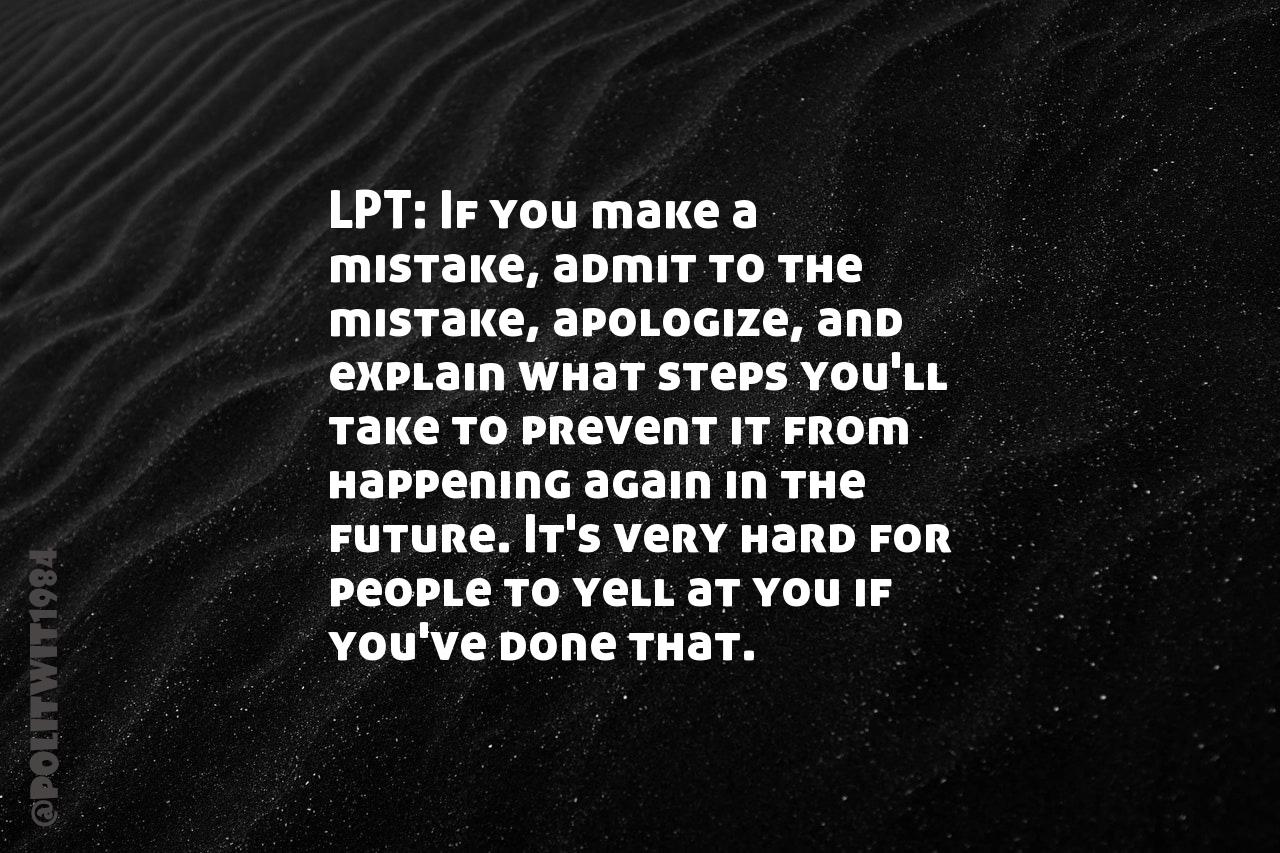 LPT: If you make a
mistake, admit to the
mistake, apologize, and
explain what steps you'll
take to prevent it from
happening again in the
future. It's very hard for
people to yell at you if
you've done that.
@politwit1984